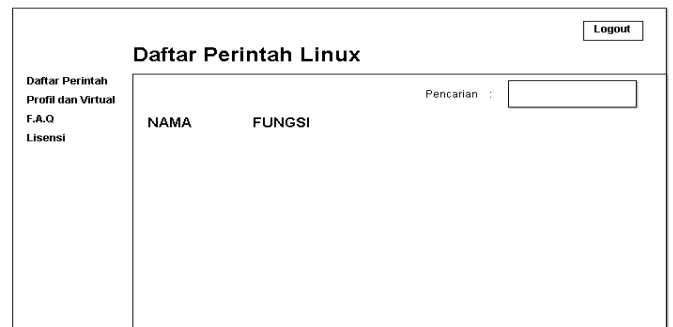 Logout
Daftar Perintah Linux
Daftar Perintah
Profil dan Virtual
F.A.Q
Lisensi
Pencarian :
NAMA FUNGSI